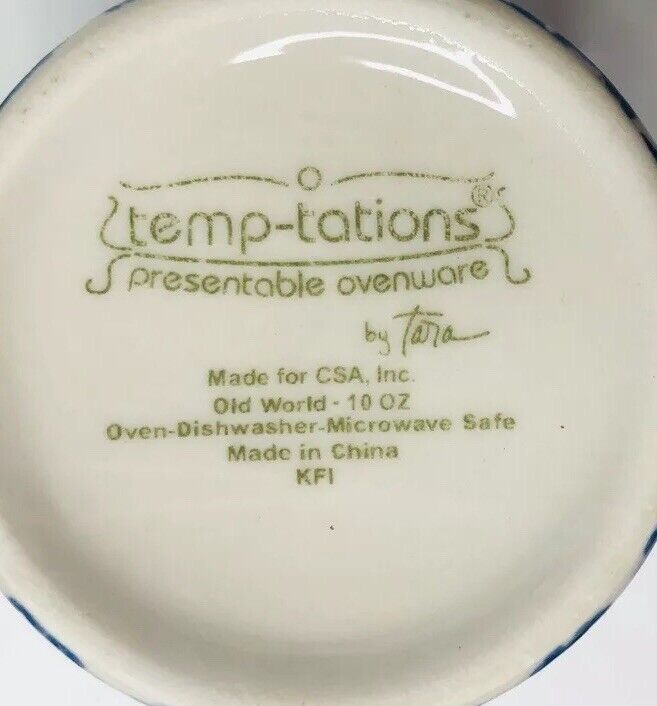 temp-tations®
presentable ovenware
by Tara
Made for CSA, Inc.
Old World - 10 OZ
Oven-Dishwasher-Microwave Safe
Made in China
KFI